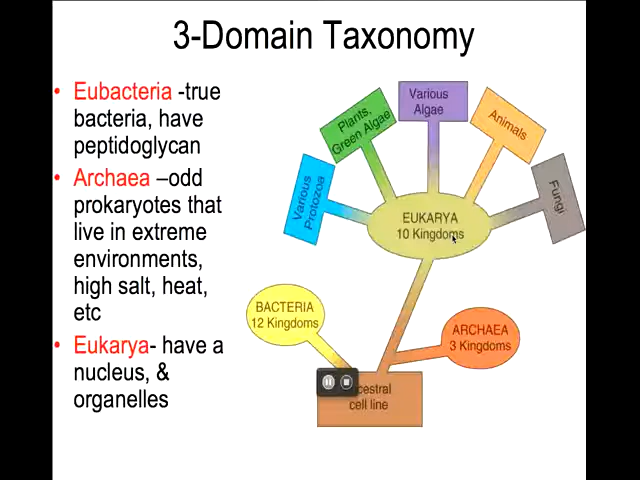 3-Domain Taxonomy
• Eubacteria -true
bacteria, have
peptidoglycan
• Archaea –odd
prokaryotes that
live in extreme
environments,
high salt, heat,
etc
• Eukarya- have a
nucleus, &
organelles
Various
Algae
Plants,
Green Algae
Animals
Various
Protozoa
Fungi
EUKARYA
10 Kingdoms
BACTERIA
12 Kingdoms
ARCHAEA
3 Kingdoms
cell line